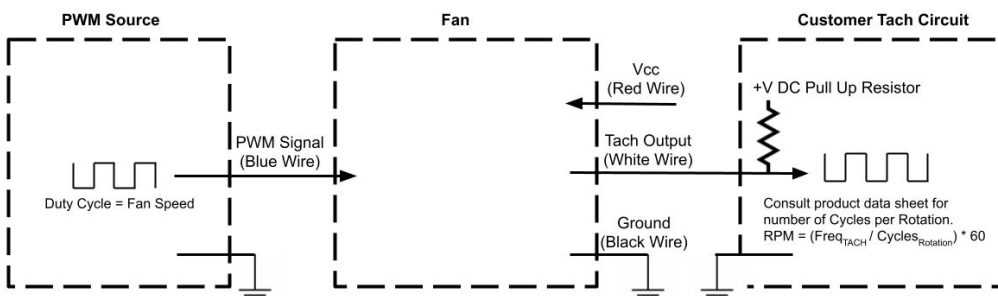 PWM Source
Fan
Customer Tach Circuit
Vcc
(Red Wire)
+V DC Pull Up Resistor
PWM Signal
(Blue Wire)
Tach Output
(White Wire)
Duty Cycle = Fan Speed
Consult product data sheet for
number of Cycles per Rotation.
RPM = (FreqTACH / CyclesRotation) * 60
Ground
(Black Wire)